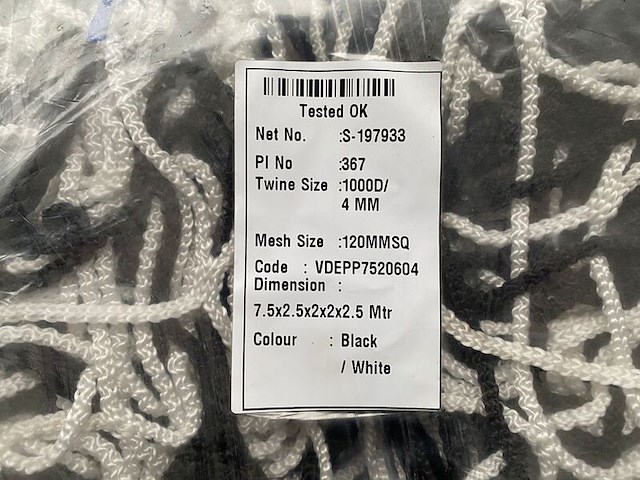 Tested OK
Net No. :S-197933
PI No :367
Twine Size :1000D/
4 MM
Mesh Size :120MMSQ
Code : VDEPP7520604
Dimension :
7.5x2.5x2x2x2.5 Mtr
Colour : Black
/ White